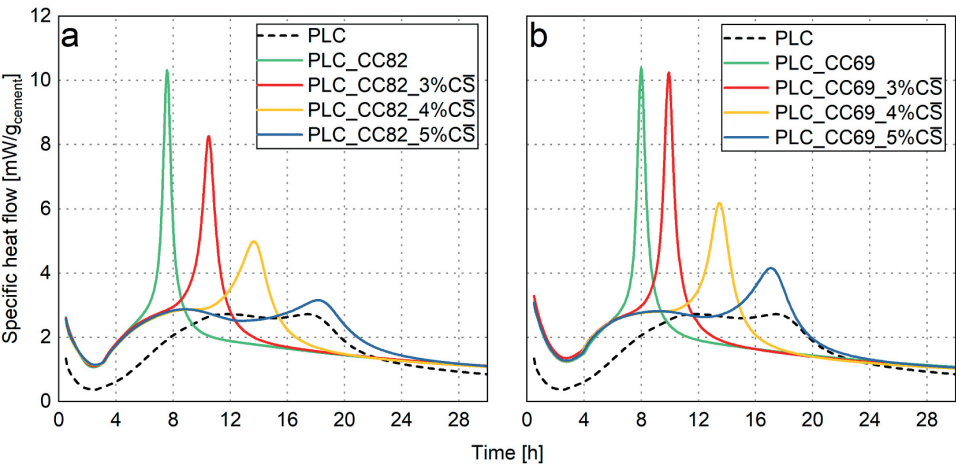 a
PLC
PLC_CC82
PLC_CC82_3%CS̅
PLC_CC82_4%CS̅
PLC_CC82_5%CS̅
b
PLC
PLC_CC69
PLC_CC69_3%CS̅
PLC_CC69_4%CS̅
PLC_CC69_5%CS̅
Specific heat flow [mW/gcement]
12
10
8
6
4
2
0
0 4 8 12 16 20 24 28
0 4 8 12 16 20 24 28
Time [h]